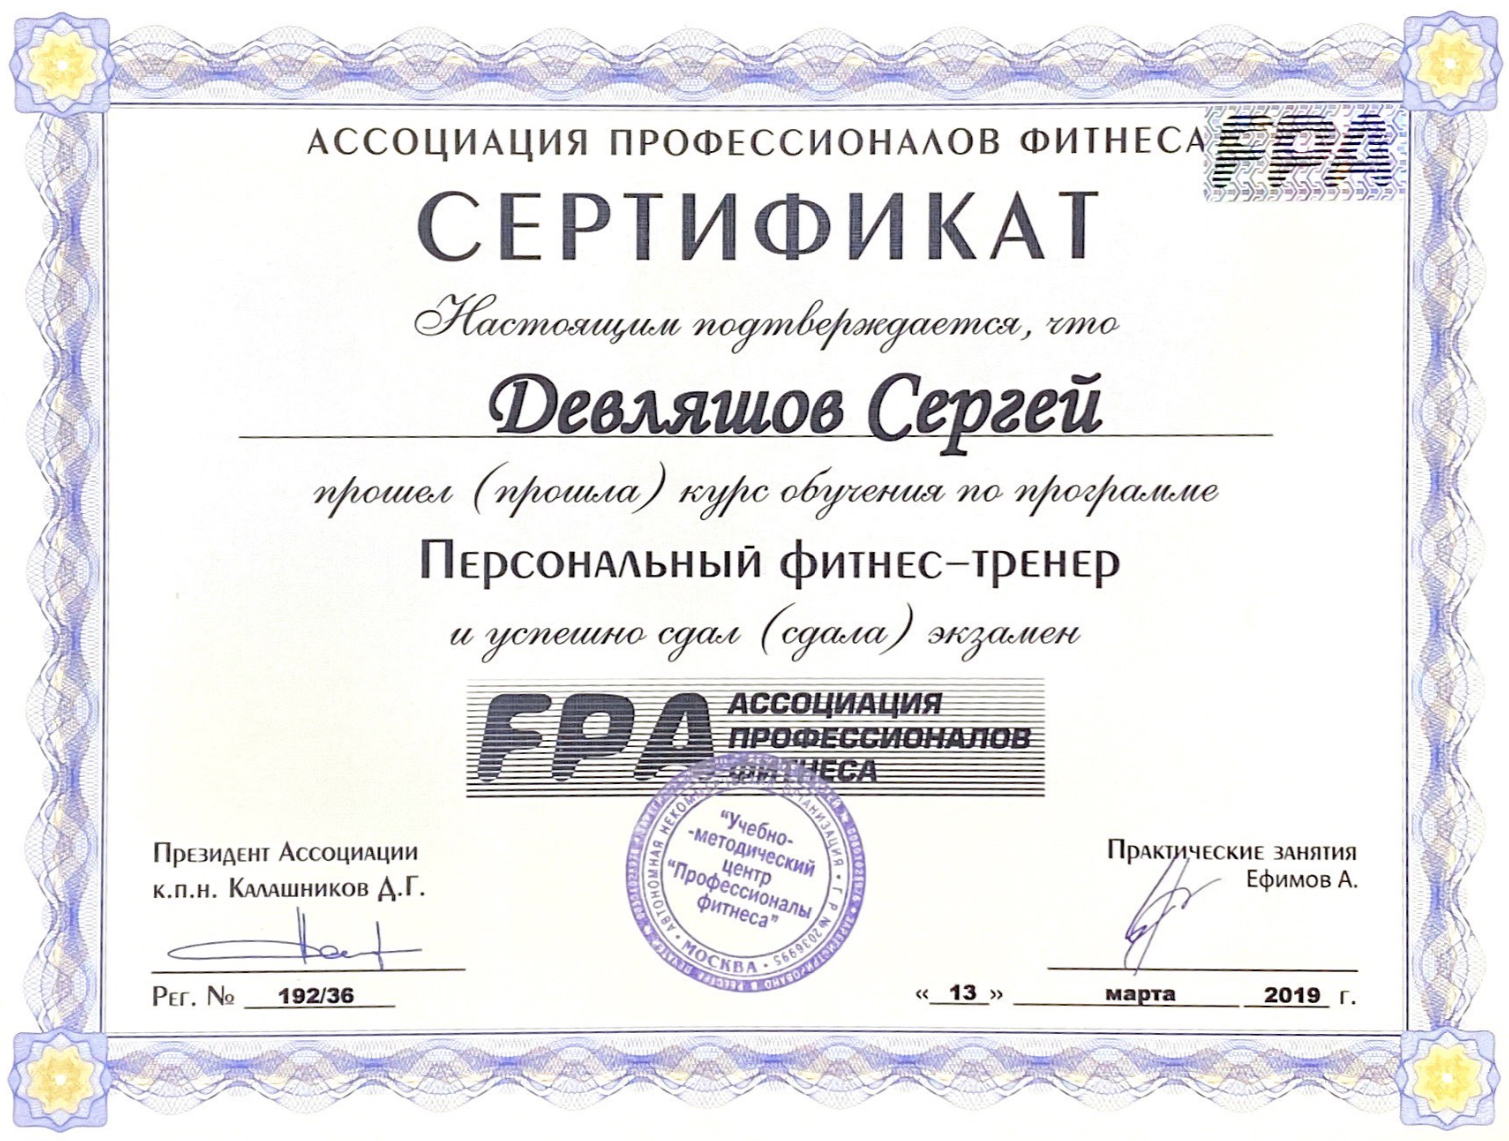 АССОЦИАЦИЯ ПРОФЕССИОНАЛОВ ФИТНЕСА
FPA
СЕРТИФИКАТ
Настоящим подтверждается, что
Девляшов Сергей
прошел (прошла) курс обучения по программе
Персональный фитнес-тренер
и успешно сдал (сдала) экзамен
FPA
АССОЦИАЦИЯ
ПРОФЕССИОНАЛОВ
ФИТНЕСА
"Учебно-
-методический
центр
"Профессионалы
фитнеса"
МОСКВА
Президент Ассоциации
к.п.н. Калашников Д.Г.
Рег. № 192/36
Практические занятия
Ефимов А.
« 13 » марта 2019 г.